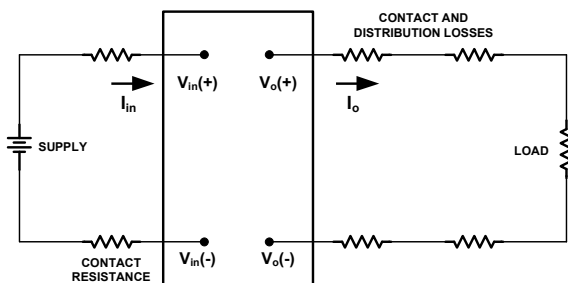 CONTACT AND
DISTRIBUTION LOSSES
Vin(+)
Vo(+)
Iin
Io
SUPPLY
LOAD
CONTACT
RESISTANCE
Vin(-)
Vo(-)